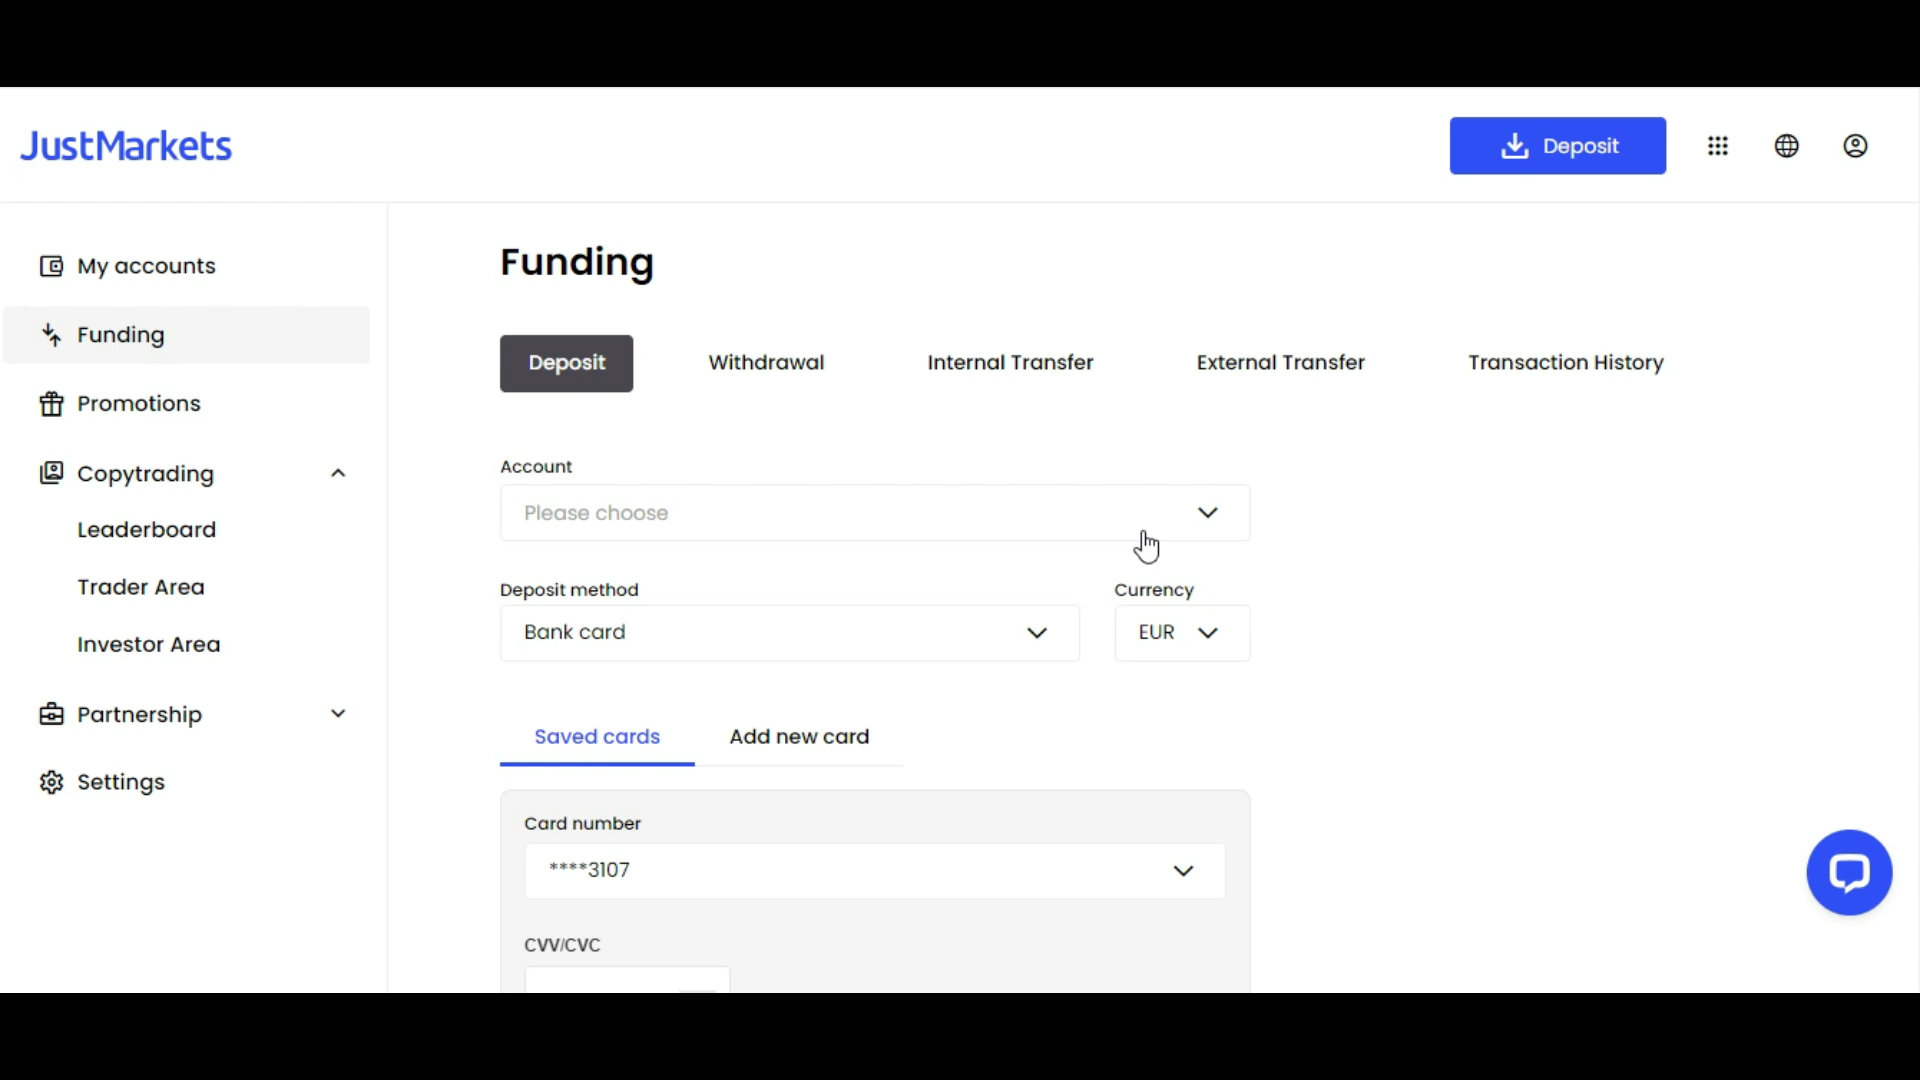 JustMarkets
Deposit
My accounts
Funding
Promotions
Copytrading
Leaderboard
Trader Area
Investor Area
Partnership
Settings
Funding
Deposit Withdrawal Internal Transfer External Transfer Transaction History
Account
Please choose
Deposit method Currency
Bank card EUR
Saved cards Add new card
Card number
****3107
CVV/CVC